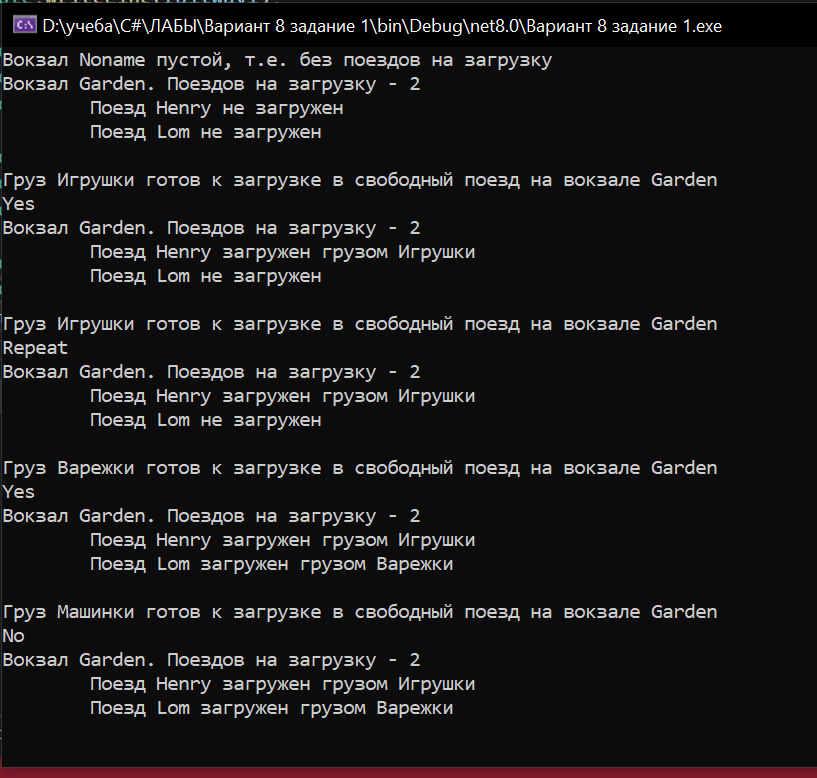 D:\учеба\C#\ЛАБЫ\Вариант 8 задание 1\bin\Debug\net8.0\Вариант 8 задание 1.exe
Вокзал Noname пустой, т.е. без поездов на загрузку
Вокзал Garden. Поездов на загрузку - 2
Поезд Henry не загружен
Поезд Lom не загружен
Груз Игрушки готов к загрузке в свободный поезд на вокзале Garden
Yes
Вокзал Garden. Поездов на загрузку - 2
Поезд Henry загружен грузом Игрушки
Поезд Lom не загружен
Груз Игрушки готов к загрузке в свободный поезд на вокзале Garden
Repeat
Вокзал Garden. Поездов на загрузку - 2
Поезд Henry загружен грузом Игрушки
Поезд Lom не загружен
Груз Варежки готов к загрузке в свободный поезд на вокзале Garden
Yes
Вокзал Garden. Поездов на загрузку - 2
Поезд Henry загружен грузом Игрушки
Поезд Lom загружен грузом Варежки
Груз Машинки готов к загрузке в свободный поезд на вокзале Garden
No
Вокзал Garden. Поездов на загрузку - 2
Поезд Henry загружен грузом Игрушки
Поезд Lom загружен грузом Варежки